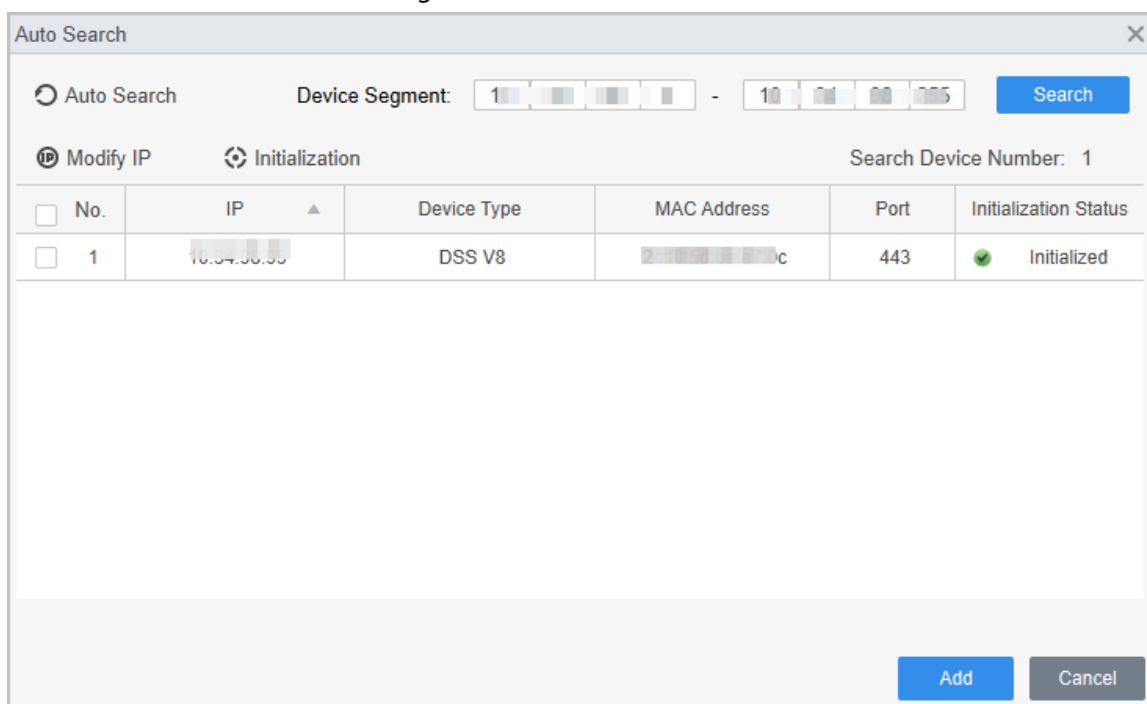 Auto Search
Auto Search Device Segment: - Search
Modify IP Initialization Search Device Number: 1
No. IP Device Type MAC Address Port Initialization Status
1 DSS V8 443 Initialized
Add Cancel